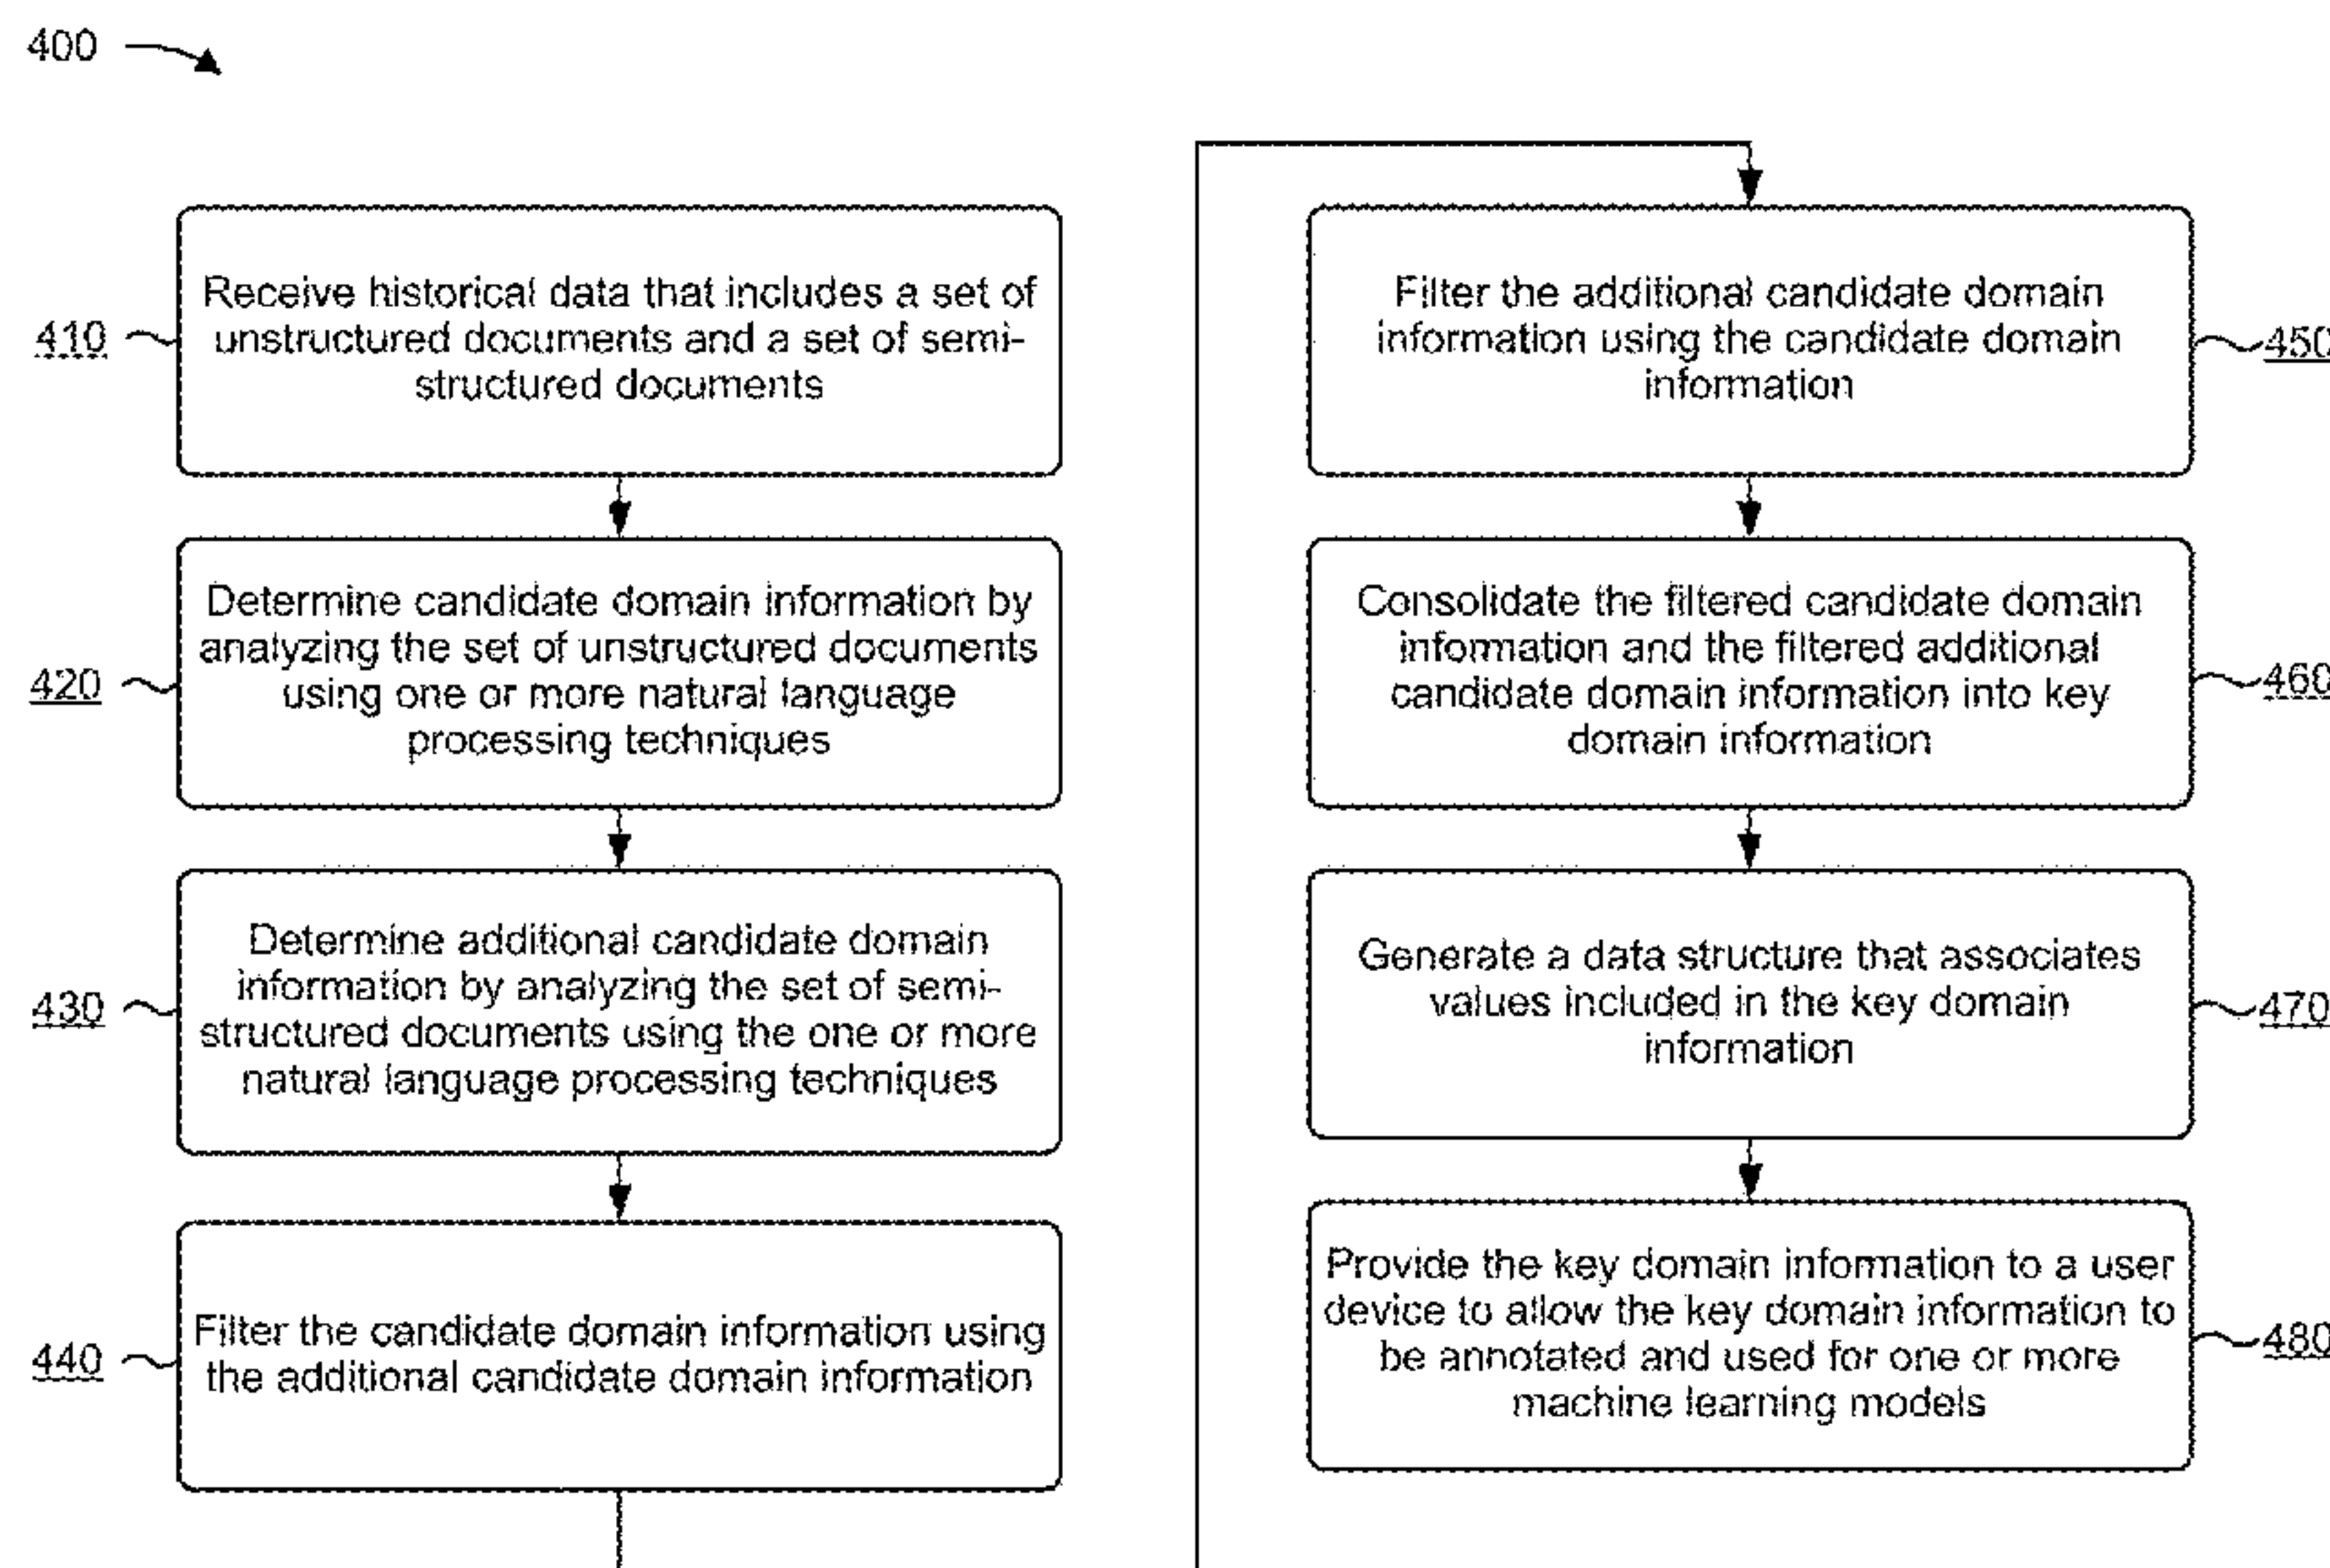 400
410
Receive historical data that includes a set of
unstructured documents and a set of semi-
structured documents
420
Determine candidate domain information by
analyzing the set of unstructured documents
using one or more natural language
processing techniques
430
Determine additional candidate domain
information by analyzing the set of semi-
structured documents using the one or more
natural language processing techniques
440
Filter the candidate domain information using
the additional candidate domain information
Filter the additional candidate domain
information using the candidate domain
information
450
Consolidate the filtered candidate domain
information and the filtered additional
candidate domain information into key
domain information
460
Generate a data structure that associates
values included in the key domain
information
470
Provide the key domain information to a user
device to allow the key domain information to
be annotated and used for one or more
machine learning models
480